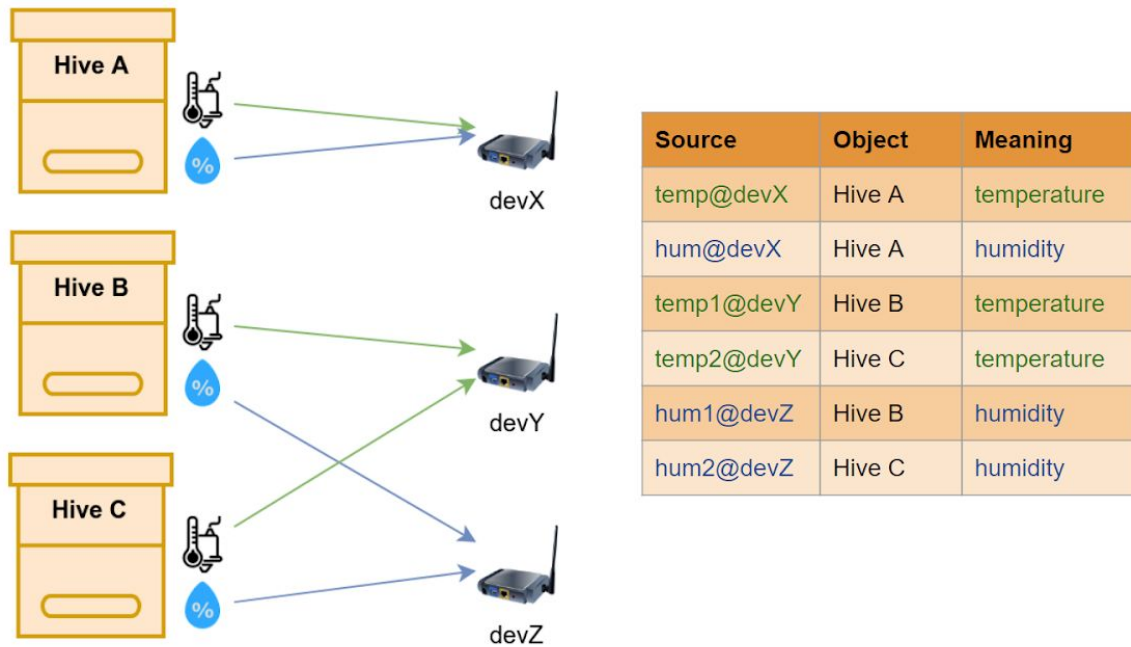 Hive A
%
devX
Hive B
%
devY
Hive C
%
devZ
Source Object Meaning
temp@devX Hive A temperature
hum@devX Hive A humidity
temp1@devY Hive B temperature
temp2@devY Hive C temperature
hum1@devZ Hive B humidity
hum2@devZ Hive C humidity